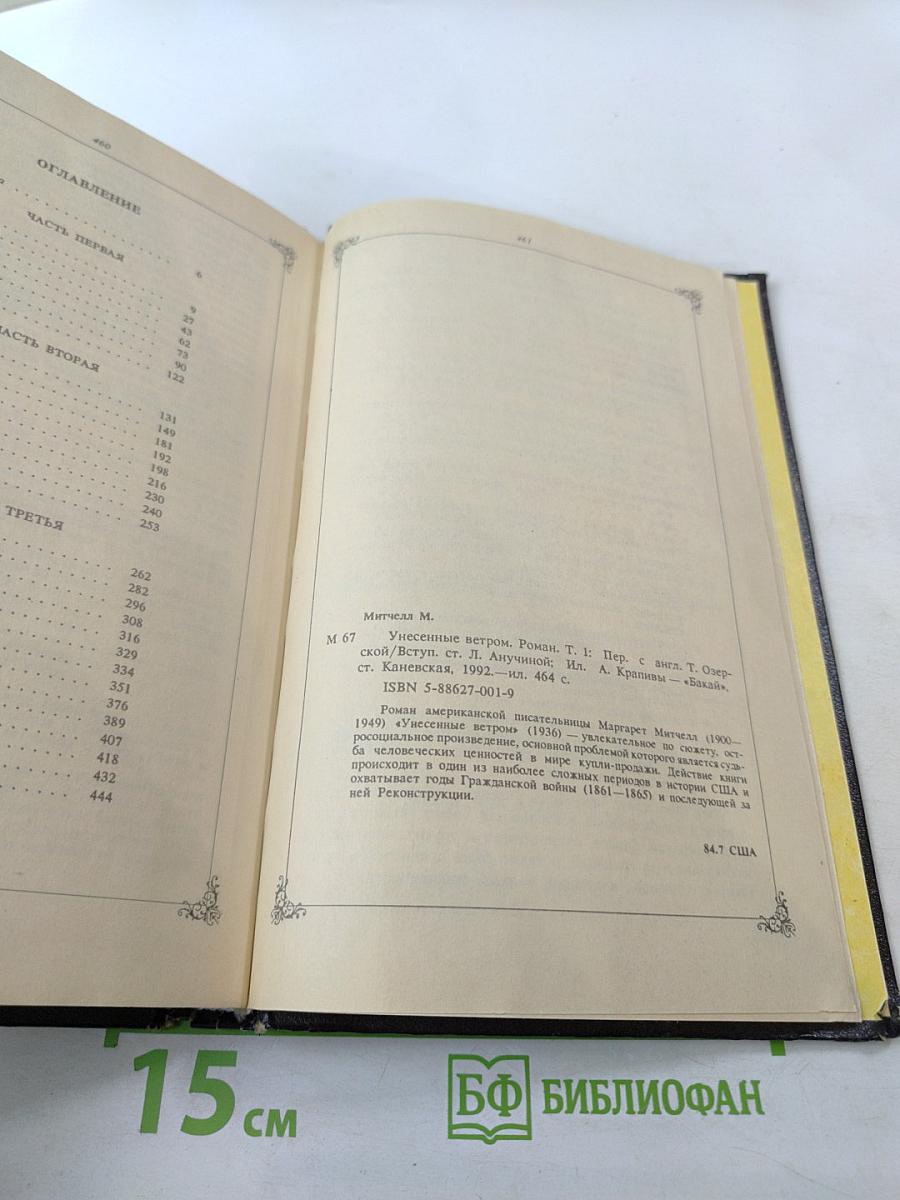 460
ОГЛАВЛЕНИЕ
6
ЧАСТЬ ПЕРВАЯ
9
27
43
62
73
90
122
ЧАСТЬ ВТОРАЯ
131
149
181
192
198
216
230
240
253
ТРЕТЬЯ
262
282
296
308
316
329
334
351
376
389
407
418
432
444
461
Митчелл М.
М 67 Унесенные ветром. Роман. Т. 1: Пер. с англ. Т. Озер-
ской/Вступ. ст. Л. Анучиной; Ил. А. Крапивы — «Бакай».
ст. Каневская, 1992.—ил. 464 с.
ISBN 5-88627-001-9
Роман американской писательницы Маргарет Митчелл (1900—
1949) «Унесенные ветром» (1936) — увлекательное по сюжету, ост-
росоциальное произведение, основной проблемой которого является судь-
ба человеческих ценностей в мире купли-продажи. Действие книги
происходит в один из наиболее сложных периодов в истории США и
охватывает годы Гражданской войны (1861—1865) и последующей за
ней Реконструкции.
84.7 США
15 см
БФ БИБЛИОФАН